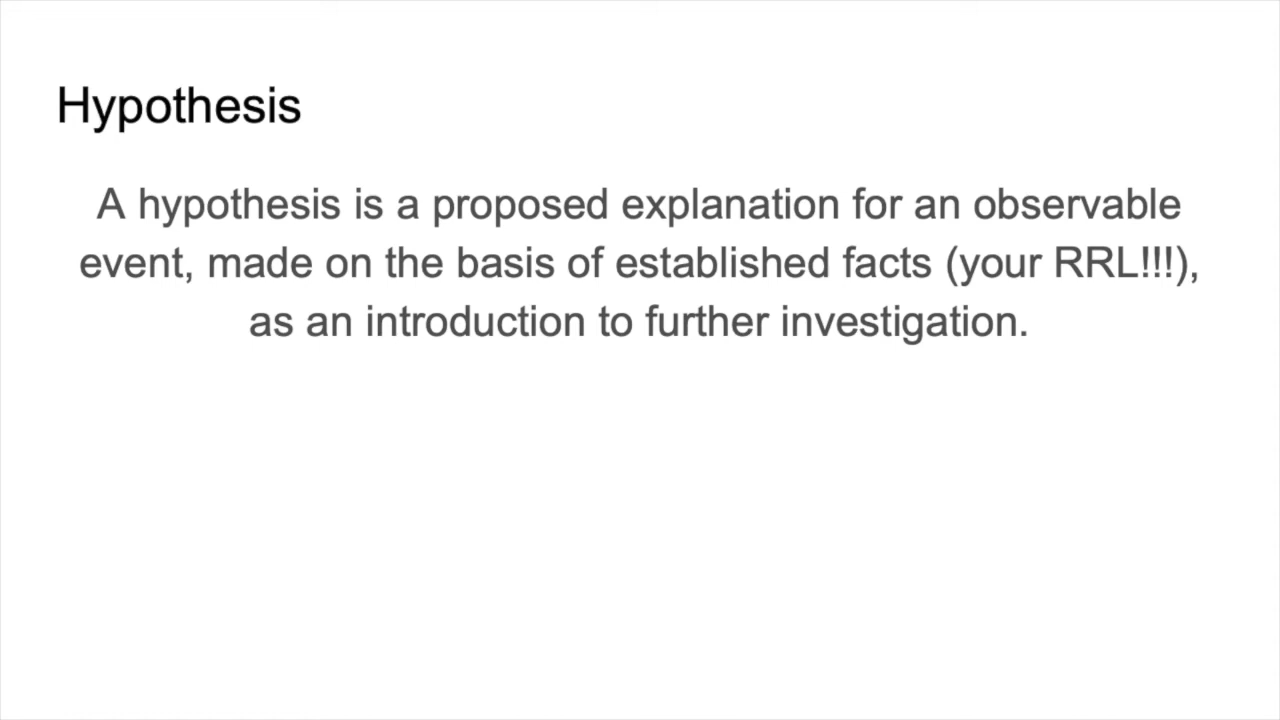 Hypothesis
A hypothesis is a proposed explanation for an observable
event, made on the basis of established facts (your RRL!!!),
as an introduction to further investigation.